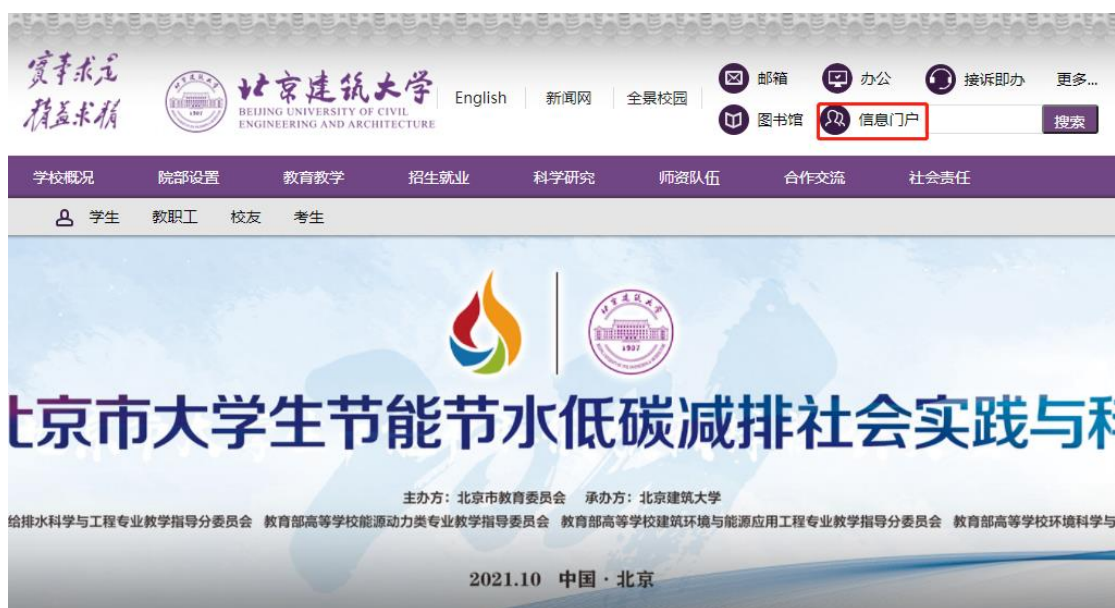 实事求是
精益求精
北京建筑大学
BEIJING UNIVERSITY OF CIVIL
ENGINEERING AND ARCHITECTURE
English 新闻网 全景校园
邮箱 办公 接诉即办 更多...
图书馆 信息门户 搜索
学校概况 院部设置 教育教学 招生就业 科学研究 师资队伍 合作交流 社会责任
学生 教职工 校友 考生
北京建筑大学
1907
北京市大学生节能节水低碳减排社会实践与科
主办方：北京市教育委员会 承办方：北京建筑大学
给排水科学与工程专业教学指导分委员会 教育部高等学校能源动力类专业教学指导委员会 教育部高等学校建筑环境与能源应用工程专业教学指导分委员会 教育部高等学校环境科学与
2021.10 中国·北京